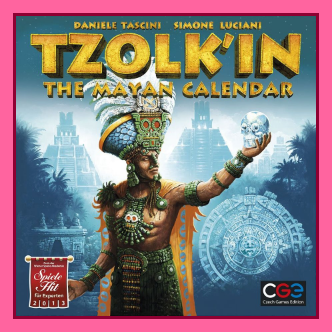 DANIELE TASCINI SIMONE LUCIANI
TZOLK'IN
THE MAYAN CALENDAR
Spiele
Hit
für Experten
2013
CGE
Czech Games Edition